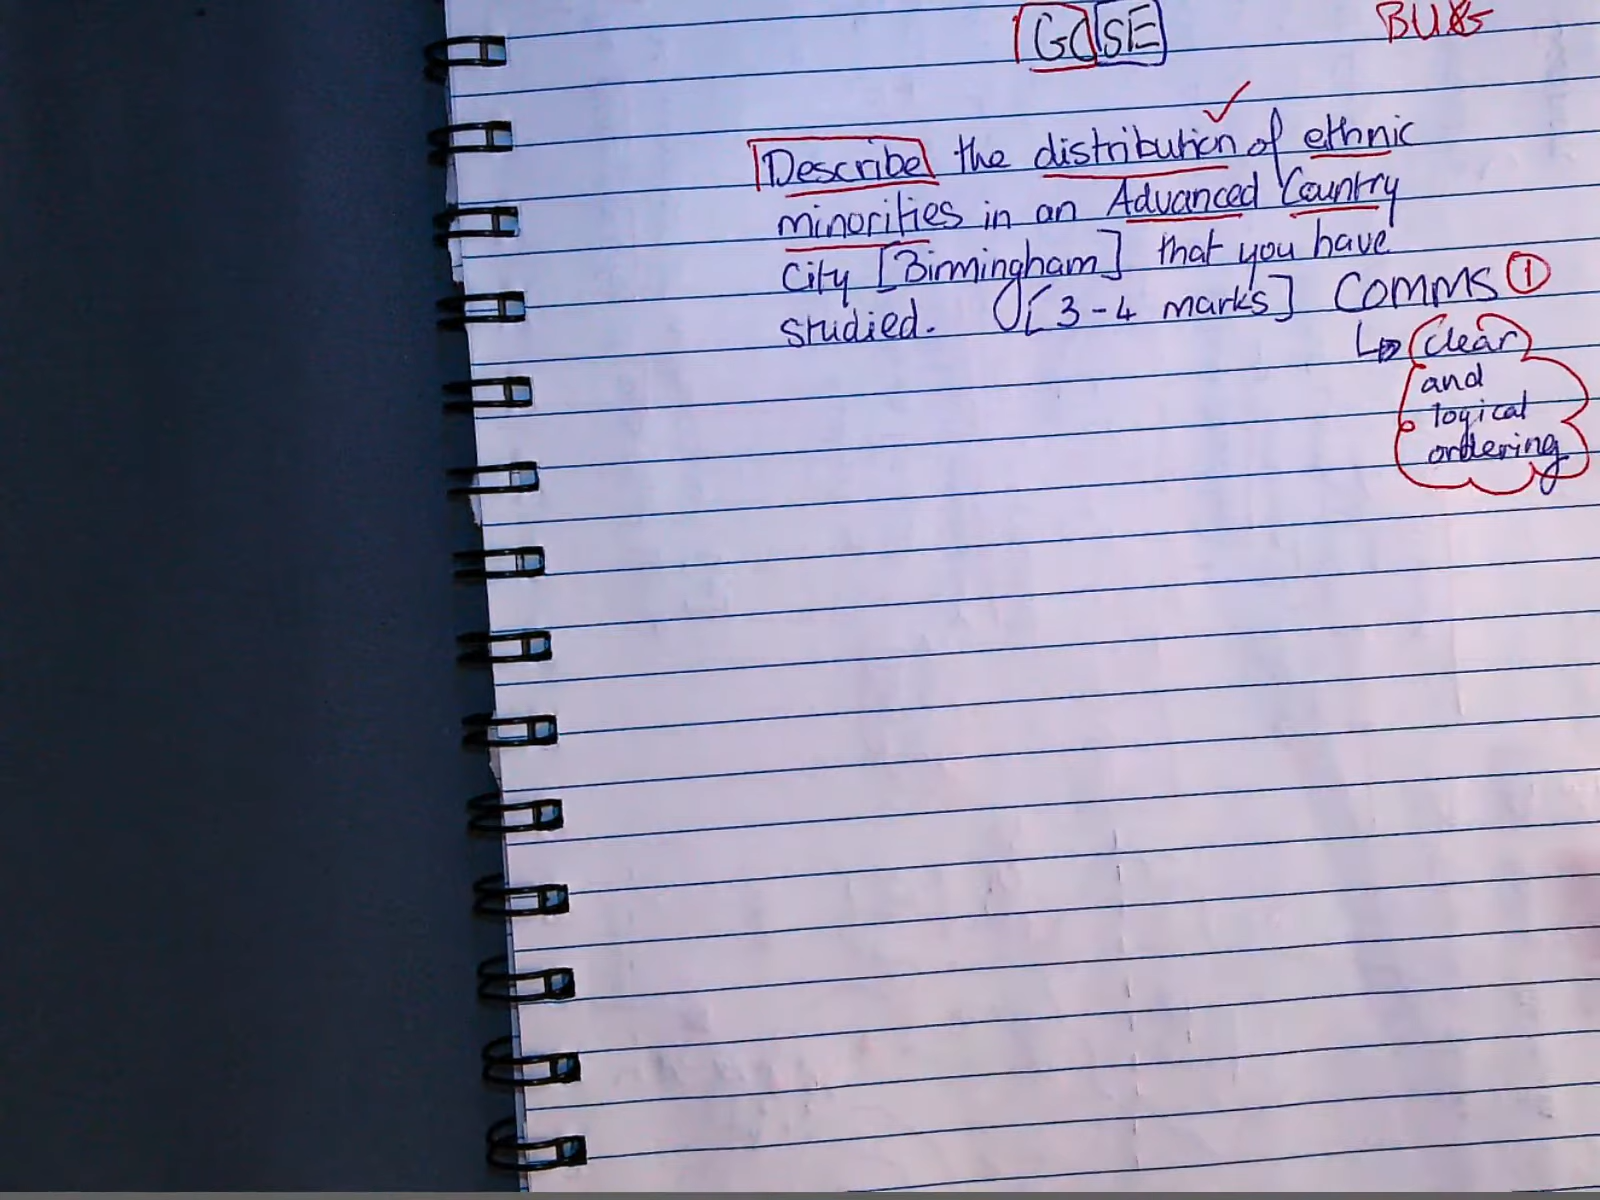 GCSE
BUG
Describe the distribution of ethnic
minorities in an Advanced Country
City [Birmingham] that you have
studied. [3-4 marks] COMMS ①
↳ clear
and
logical
ordering